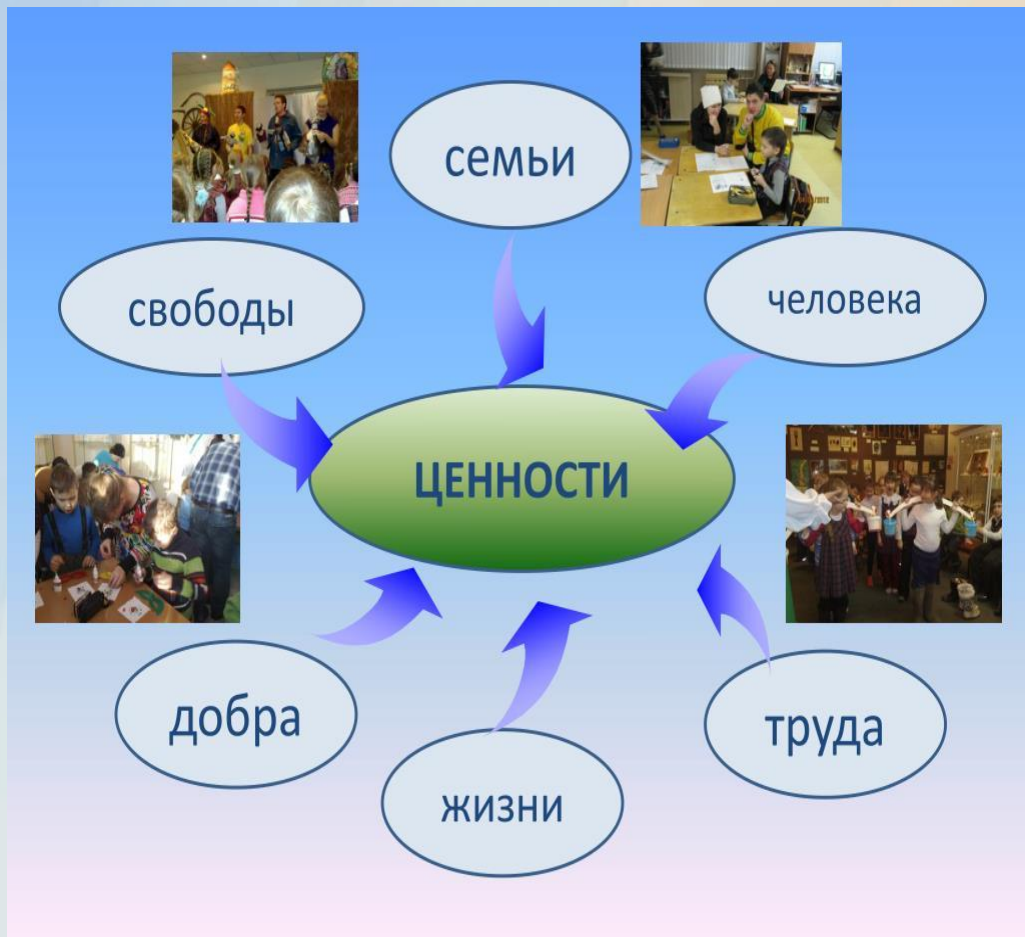 семьи
свободы
человека
ЦЕННОСТИ
добра
труда
жизни